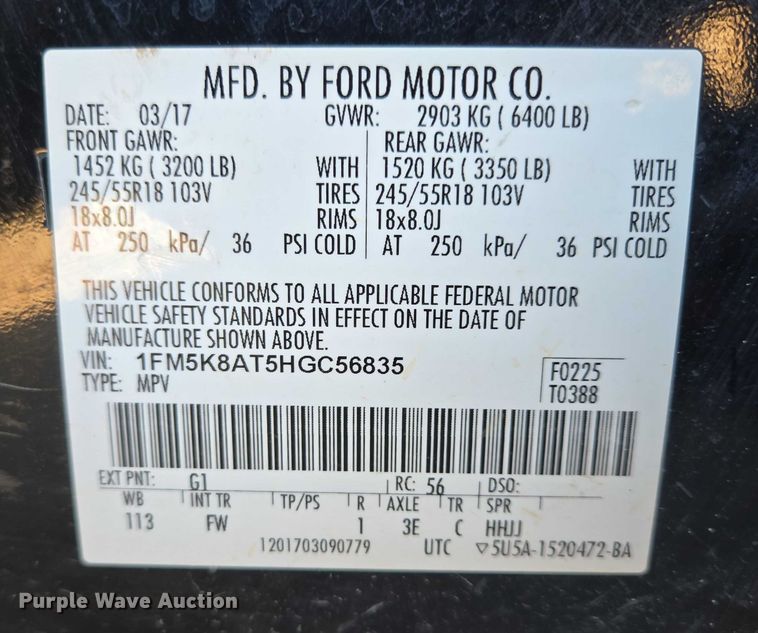 MFD. BY FORD MOTOR CO.
DATE: 03/17 GVWR: 2903 KG ( 6400 LB)
FRONT GAWR: REAR GAWR:
1452 KG ( 3200 LB) WITH 1520 KG ( 3350 LB) WITH
245/55R18 103V TIRES 245/55R18 103V TIRES
18x8.0J RIMS 18x8.0J RIMS
AT 250 kPa/ 36 PSI COLD AT 250 kPa/ 36 PSI COLD
THIS VEHICLE CONFORMS TO ALL APPLICABLE FEDERAL MOTOR
VEHICLE SAFETY STANDARDS IN EFFECT ON THE DATE OF
MANUFACTURE SHOWN ABOVE.
VIN: 1FM5K8AT5HGC56835 F0225
TYPE: MPV T0388
EXT PNT: G1 RC: 56 DSO:
WB INT TR TP/PS R AXLE TR SPR
113 FW 1 3E C HHJJ
1201703090779 UTC ▽5U5A-1520472-BA
Purple Wave Auction